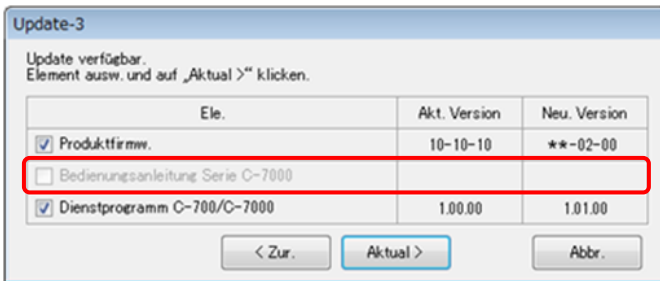 Update-3
Update verfügbar.
Element ausw. und auf „Aktual >“ klicken.
Ele. Akt. Version Neu. Version
Produktfirmw. 10-10-10 **-02-00
Bedienungsanleitung Serie C-7000
Dienstprogramm C-700/C-7000 1.00.00 1.01.00
< Zur. Aktual > Abbr.